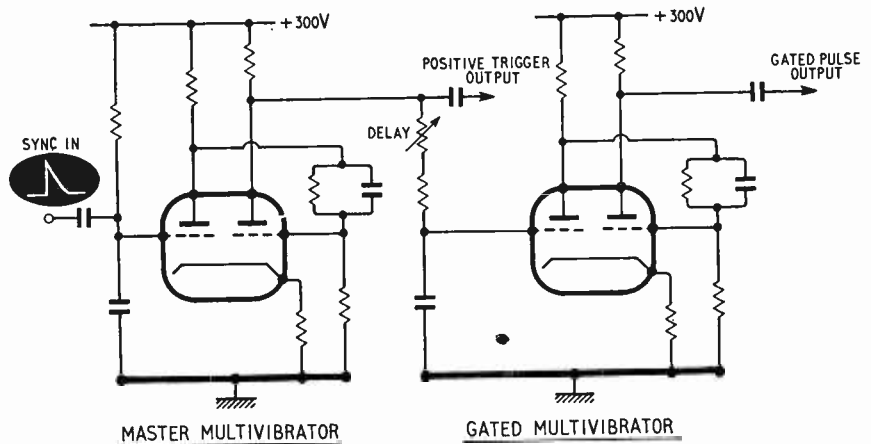 +300V
+300V
POSITIVE TRIGGER
OUTPUT
GATED PULSE
OUTPUT
DELAY
SYNC IN
MASTER MULTIVIBRATOR
GATED MULTIVIBRATOR